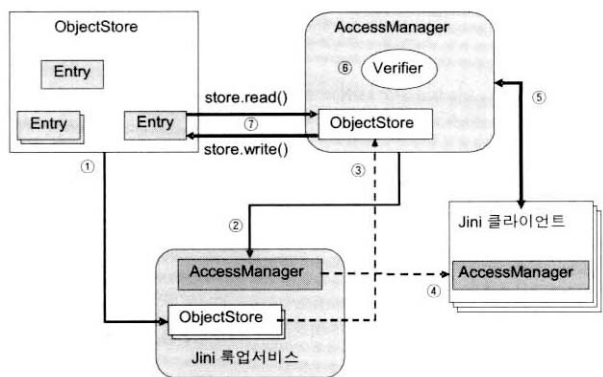 ObjectStore
Entry
Entry
Entry
①
AccessManager
⑥
Verifier
store.read()
⑦
store.write()
ObjectStore
③
⑤
②
Jini 클라이언트
AccessManager
④
AccessManager
ObjectStore
Jini 룩업서비스